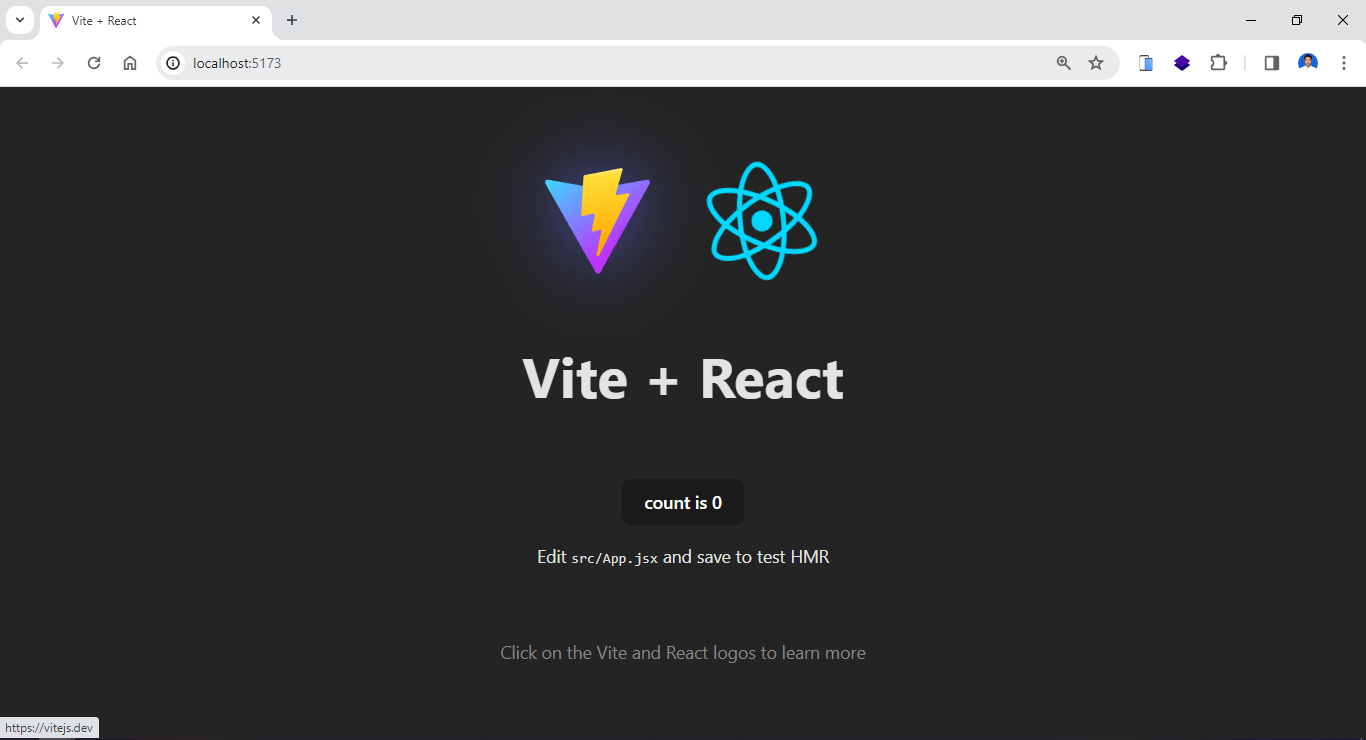 Vite + React
localhost:5173
Vite + React
count is 0
Edit src/App.jsx and save to test HMR
Click on the Vite and React logos to learn more
https://vitejs.dev